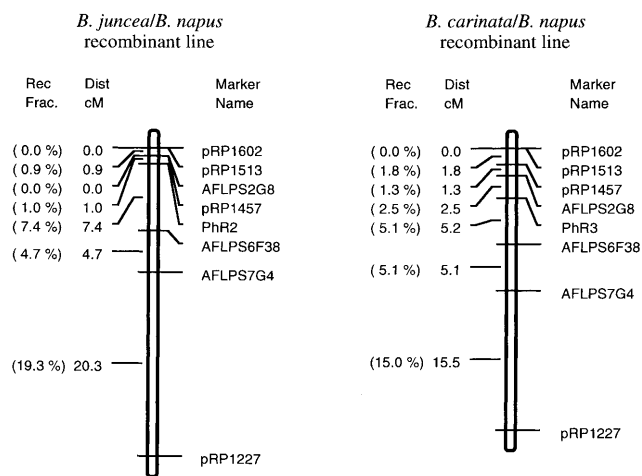 B. juncea/B. napus
recombinant line
Rec Dist Marker
Frac. cM Name
pRP1602
( 0.0 %) 0.0
pRP1513
( 0.9 %) 0.9
AFLPS2G8
( 0.0 %) 0.0
pRP1457
( 1.0 %) 1.0
PhR2
( 7.4 %) 7.4
AFLPS6F38
( 4.7 %) 4.7
AFLPS7G4
(19.3 %) 20.3
pRP1227
B. carinata/B. napus
recombinant line
Rec Dist Marker
Frac. cM Name
pRP1602
( 0.0 %) 0.0
pRP1513
( 1.8 %) 1.8
pRP1457
( 1.3 %) 1.3
AFLPS2G8
( 2.5 %) 2.5
PhR3
( 5.1 %) 5.2
AFLPS6F38
( 5.1 %) 5.1
AFLPS7G4
(15.0 %) 15.5
pRP1227